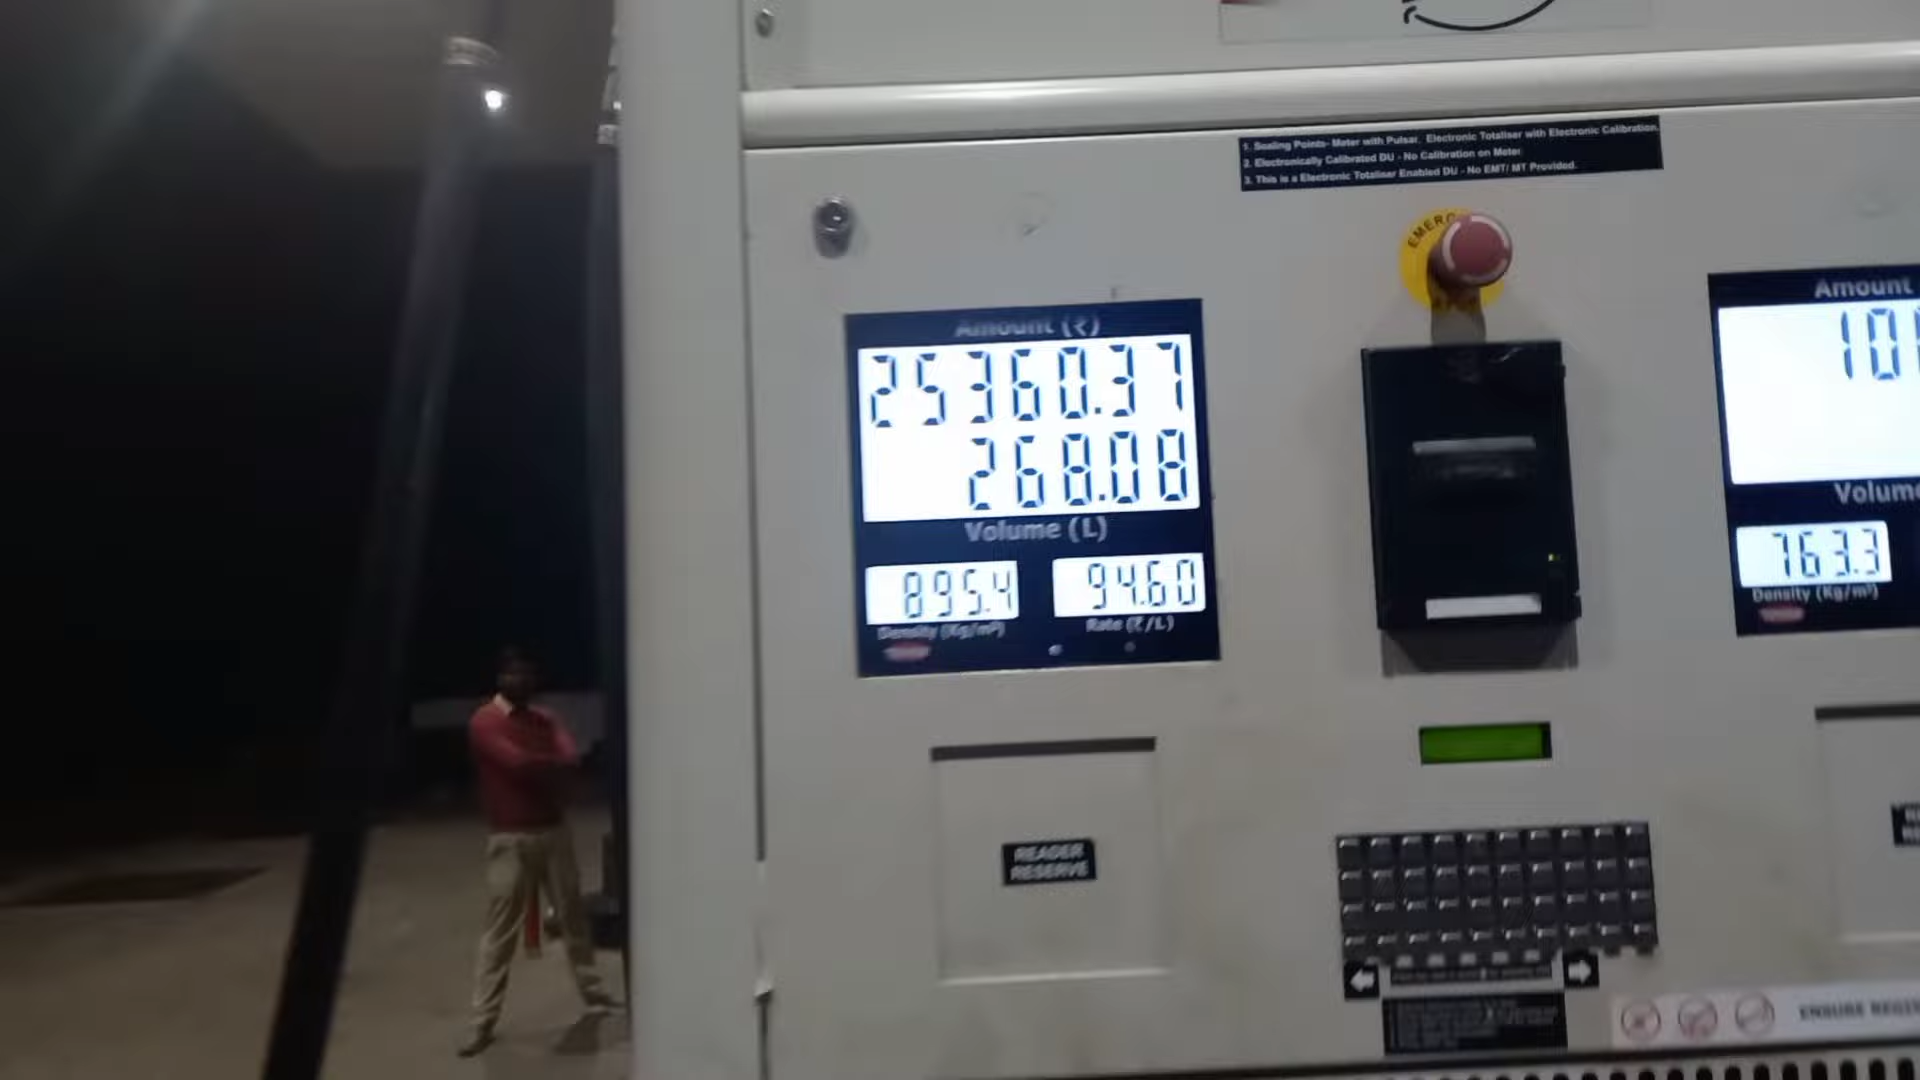 1. Sealing Points- Meter with Pulsar. Electronic Totaliser with Electronic Calibration.
2. Electronically Calibrated DU - No Calibration on Meter
3. This is a Electronic Totaliser Enabled DU - No EMT/ MT Provided.
EMERG
Amount (₹)
25360.37
268.08
Volume (L)
895.4
94.60
Density (Kg/m³)
Rate (₹/L)
Amount
10
Volume
763.3
Density (Kg/m³)
READER
RESERVE
ENSURE